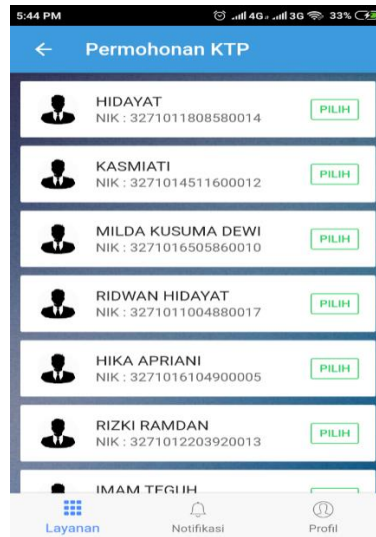 5:44 PM 4G 3G 33%
Permohonan KTP
HIDAYAT
NIK : 3271011808580014
PILIH
KASMIATI
NIK : 3271014511600012
PILIH
MILDA KUSUMA DEWI
NIK : 3271016505860010
PILIH
RIDWAN HIDAYAT
NIK : 3271011004880017
PILIH
HIKA APRIANI
NIK : 3271016104900005
PILIH
RIZKI RAMDAN
NIK : 3271012203920013
PILIH
IMAM TEGUH
Layanan Notifikasi Profil